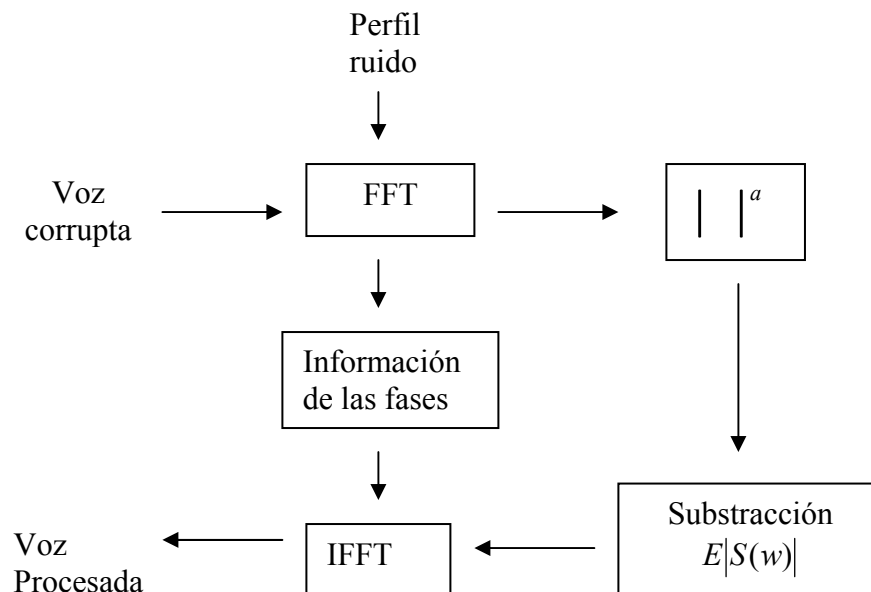 Perfil
ruido
Voz
corrupta
FFT
| |^a
Información
de las fases
Substracción
E|S(w)|
IFFT
Voz
Procesada